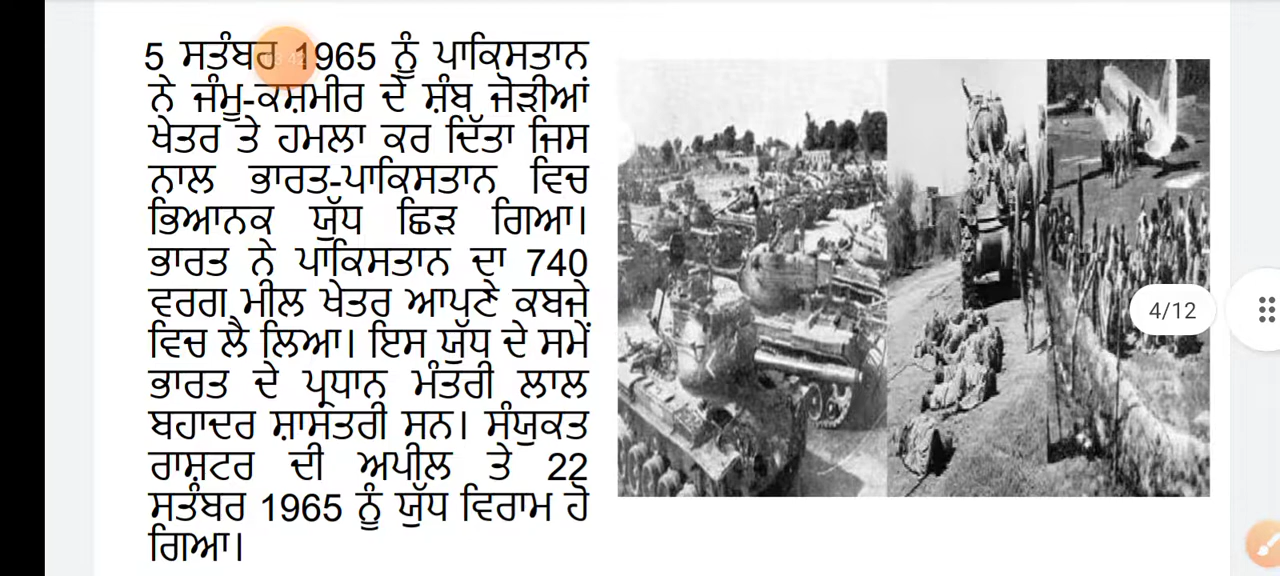 5 ਸਤੰਬਰ 1965 ਨੂੰ ਪਾਕਿਸਤਾਨ
ਨੇ ਜੰਮੂ-ਕਸ਼ਮੀਰ ਦੇ ਸ਼ੰਬ ਜੋੜੀਆਂ
ਖੇਤਰ ਤੇ ਹਮਲਾ ਕਰ ਦਿੱਤਾ ਜਿਸ
ਨਾਲ ਭਾਰਤ-ਪਾਕਿਸਤਾਨ ਵਿਚ
ਭਿਆਨਕ ਯੁੱਧ ਛਿੜ ਗਿਆ।
ਭਾਰਤ ਨੇ ਪਾਕਿਸਤਾਨ ਦਾ 740
ਵਰਗ ਮੀਲ ਖੇਤਰ ਆਪਣੇ ਕਬਜੇ
ਵਿਚ ਲੈ ਲਿਆ। ਇਸ ਯੁੱਧ ਦੇ ਸਮੇਂ
ਭਾਰਤ ਦੇ ਪ੍ਰਧਾਨ ਮੰਤਰੀ ਲਾਲ
ਬਹਾਦਰ ਸ਼ਾਸਤਰੀ ਸਨ। ਸੰਯੁਕਤ
ਰਾਸ਼ਟਰ ਦੀ ਅਪੀਲ ਤੇ 22
ਸਤੰਬਰ 1965 ਨੂੰ ਯੁੱਧ ਵਿਰਾਮ ਹੋ
ਗਿਆ।
4/12